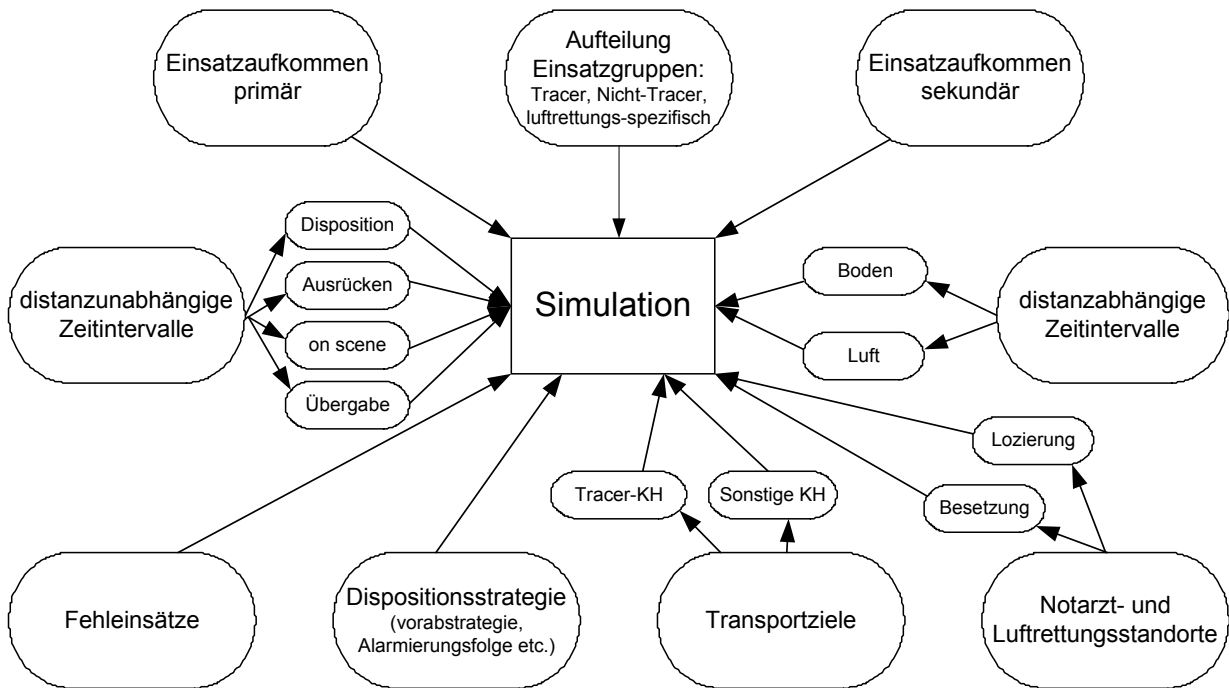 Einsatzaufkommen
primär
Aufteilung
Einsatzgruppen:
Tracer, Nicht-Tracer,
luftrettungs-spezifisch
Einsatzaufkommen
sekundär
distanzunabhängige
Zeitintervalle
Disposition
Ausrücken
on scene
Übergabe
Simulation
Boden
Luft
distanzabhängige
Zeitintervalle
Lozierung
Besetzung
Tracer-KH
Sonstige KH
Fehleinsätze
Dispositionsstrategie
(vorabstrategie,
Alarmierungsfolge etc.)
Transportziele
Notarzt- und
Luftrettungsstandorte